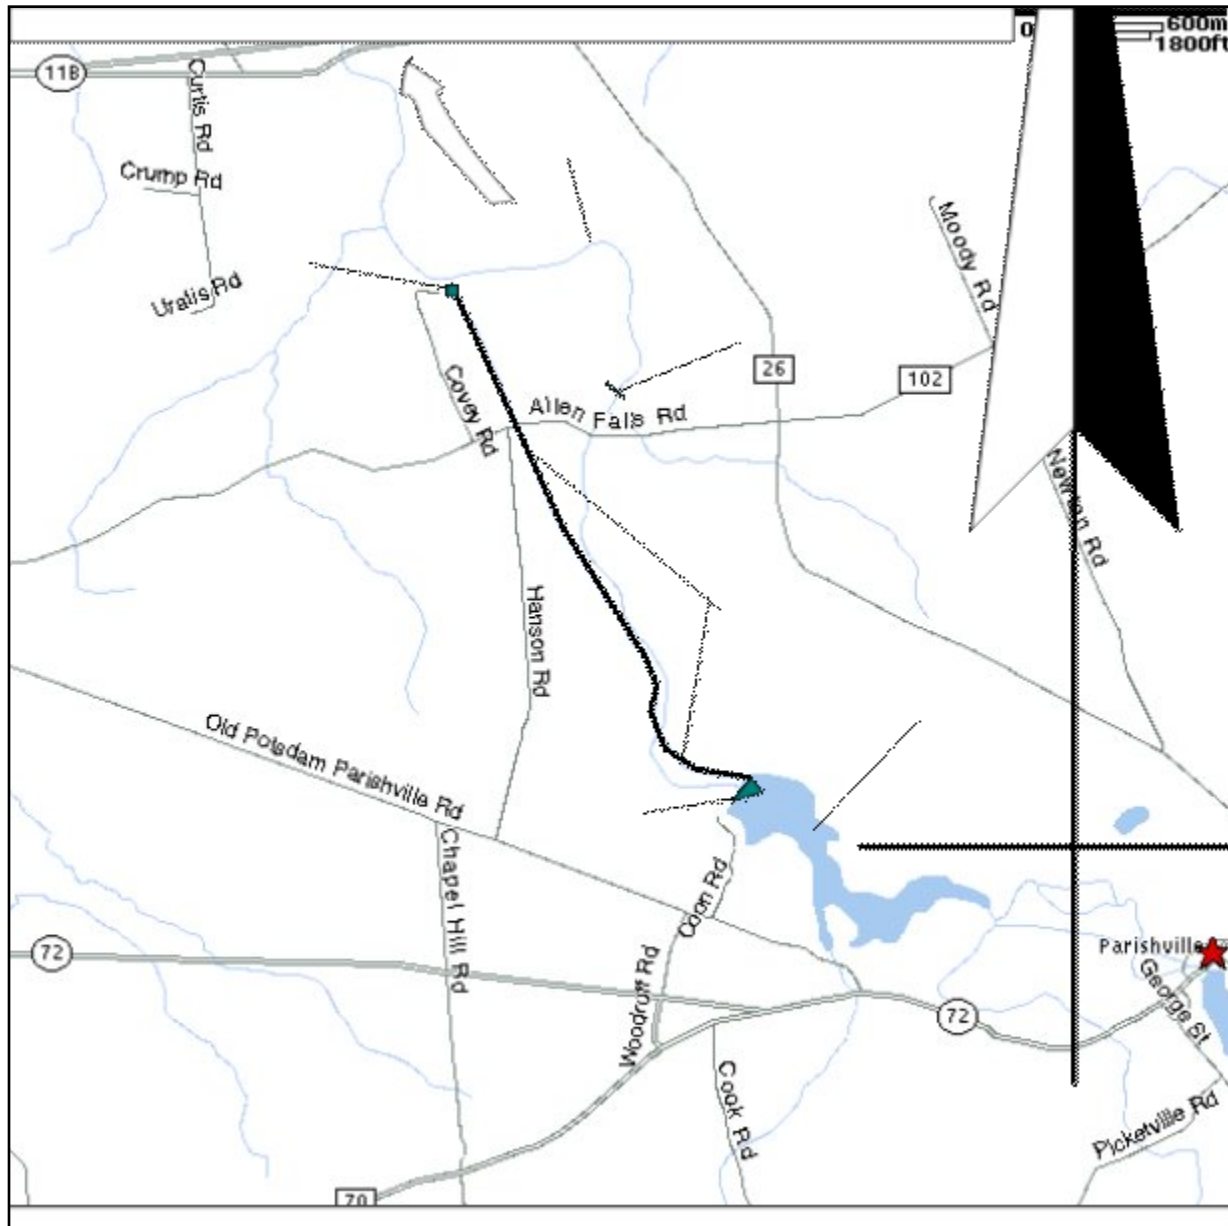 0
600m
1800ft
11B
Curtis Rd
Crump Rd
Uratis Rd
Moody Rd
26
102
Covey Rd
Allen Falls Rd
Newton Rd
Hanson Rd
Old Potsdam Parishville Rd
Chapel Hill Rd
Coon Rd
72
Woodruff Rd
Parishville
George St
72
Cook Rd
Picketville Rd
70